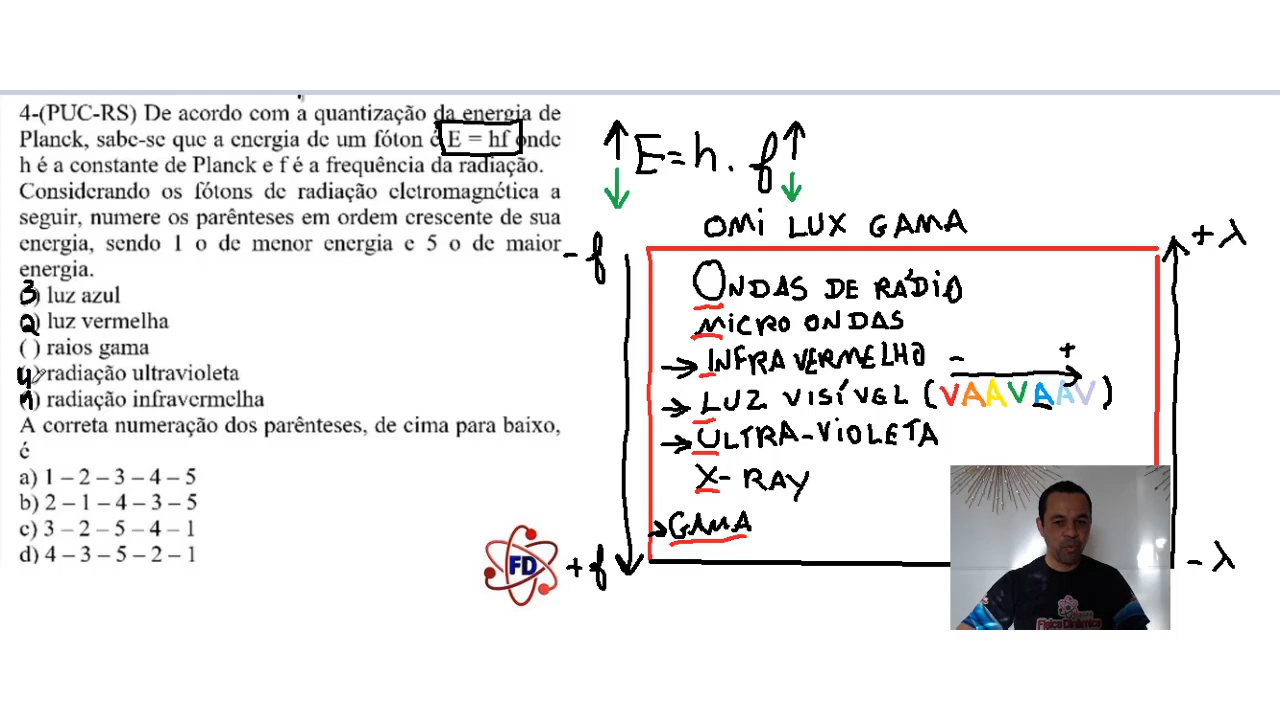 4-(PUC-RS) De acordo com a quantização da energia de
Planck, sabe-se que a energia de um fóton é E = hf onde
h é a constante de Planck e f é a frequência da radiação.
Considerando os fótons de radiação eletromagnética a
seguir, numere os parênteses em ordem crescente de sua
energia, sendo 1 o de menor energia e 5 o de maior
energia.
(3) luz azul
(2) luz vermelha
( ) raios gama
(4) radiação ultravioleta
(1) radiação infravermelha
A correta numeração dos parênteses, de cima para baixo,
é
a) 1 – 2 – 3 – 4 – 5
b) 2 – 1 – 4 – 3 – 5
c) 3 – 2 – 5 – 4 – 1
d) 4 – 3 – 5 – 2 – 1
FD
↑ E = h . f ↑
↓ ↓
OMi LUX GAMA
- f
+ λ
ONDAS DE RÁDIO
MICRO ONDAS
→ INFRAVERMELHO - +
→ LUZ VISÍVEL (VAAVAAV)
→ ULTRA-VIOLETA
X- RAY
→ GAMA
+ f
- λ
Física Dinâmica